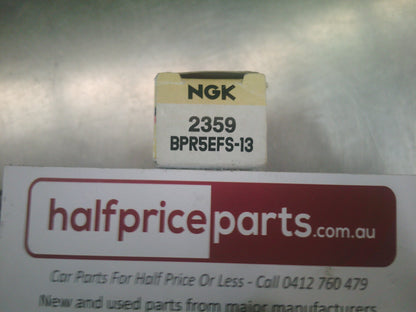 NGK
2359
BPR5EFS-13
halfpriceparts.com.au
Car Parts For Half Price Or Less - Call 0412 760 479
New and used parts from major manufacturers